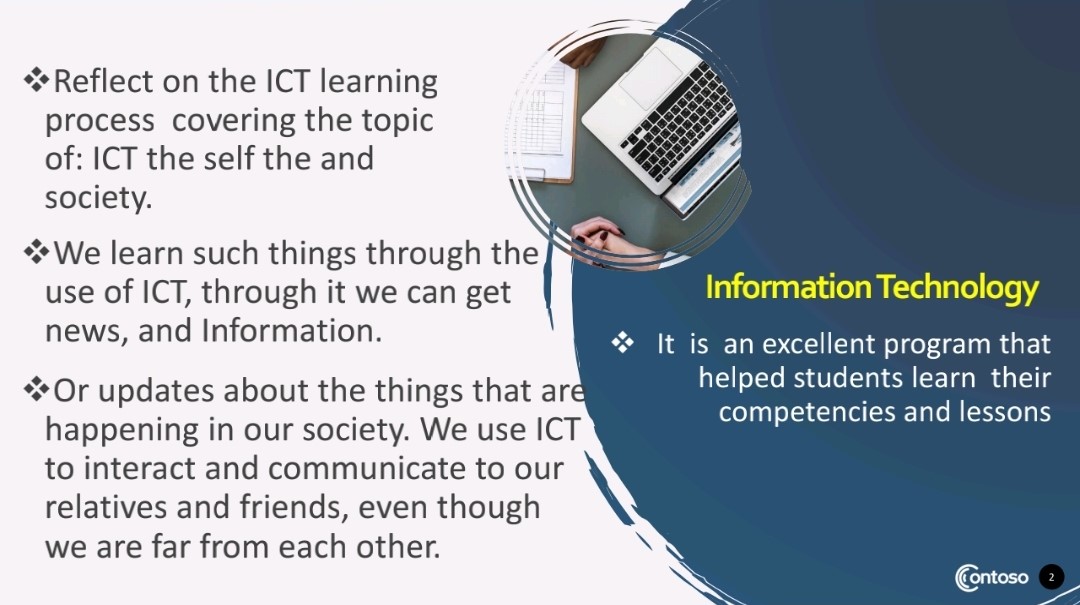 ❖Reflect on the ICT learning
process covering the topic
of: ICT the self the and
society.
❖We learn such things through the
use of ICT, through it we can get
news, and Information.
❖Or updates about the things that are
happening in our society. We use ICT
to interact and communicate to our
relatives and friends, even though
we are far from each other.
Information Technology
❖ It is an excellent program that
helped students learn their
competencies and lessons
Contoso
2